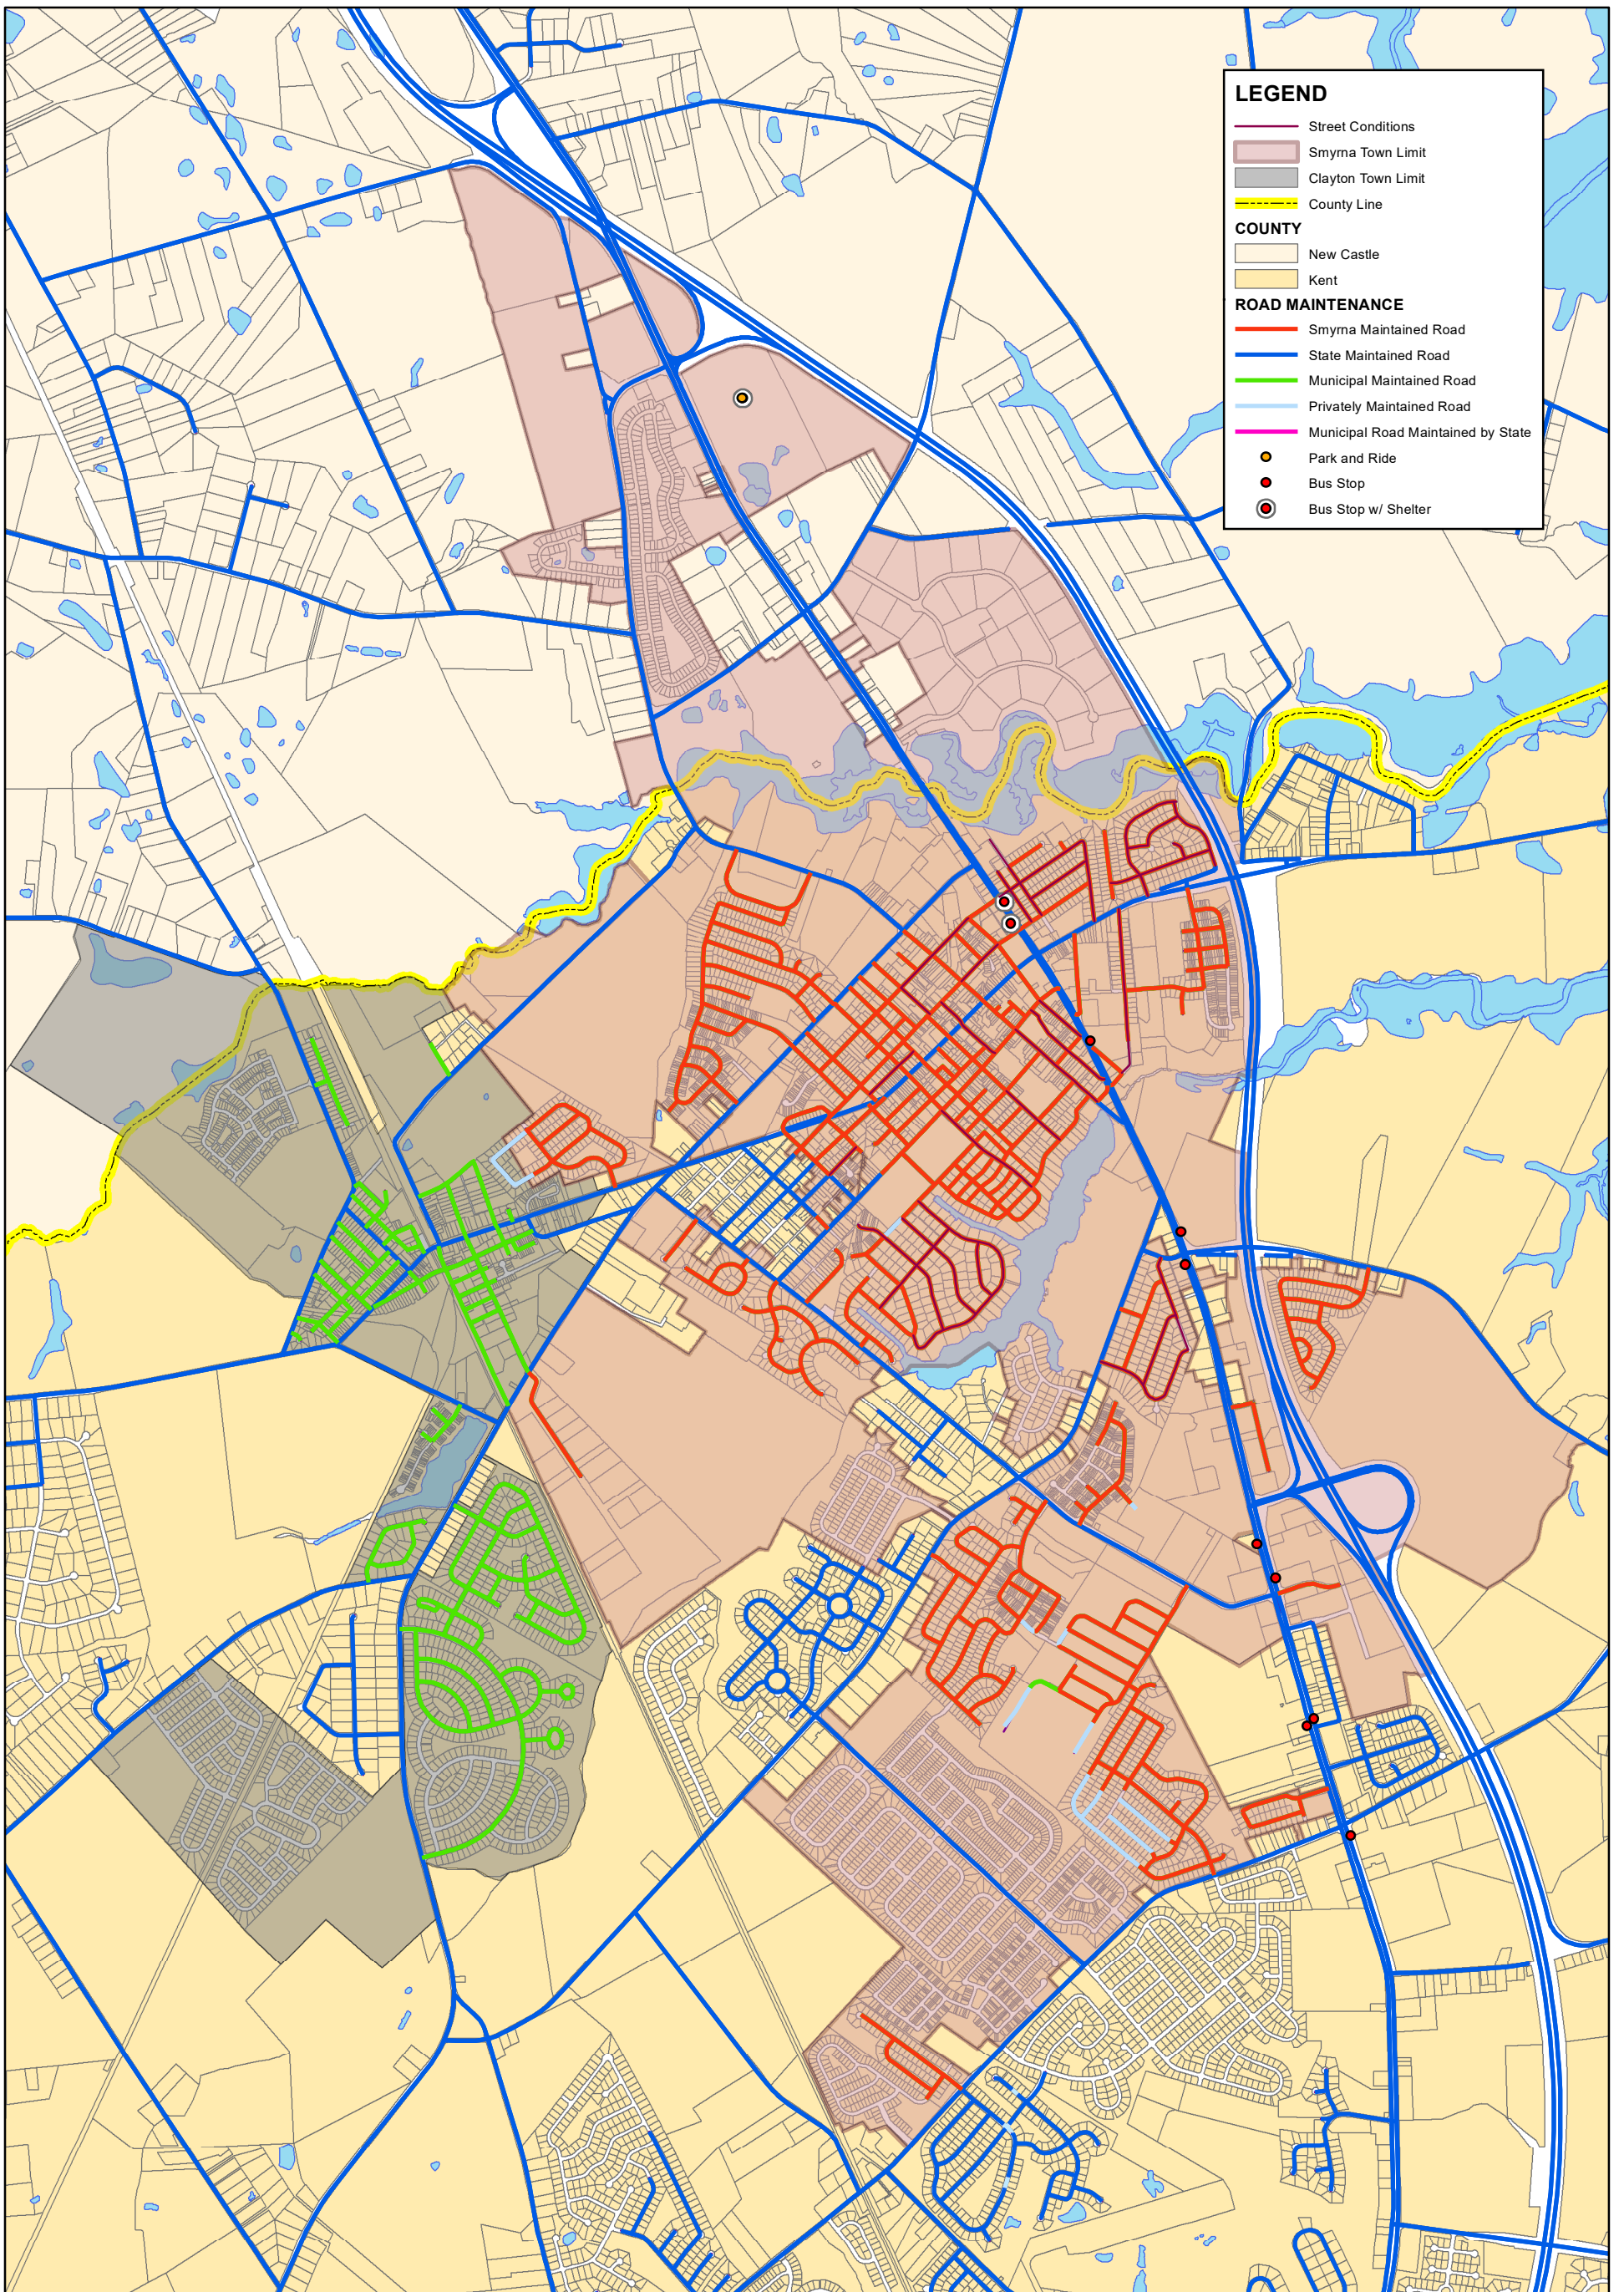 LEGEND
Street Conditions
Smyrna Town Limit
Clayton Town Limit
County Line
COUNTY
New Castle
Kent
ROAD MAINTENANCE
Smyrna Maintained Road
State Maintained Road
Municipal Maintained Road
Privately Maintained Road
Municipal Road Maintained by State
Park and Ride
Bus Stop
Bus Stop w/ Shelter